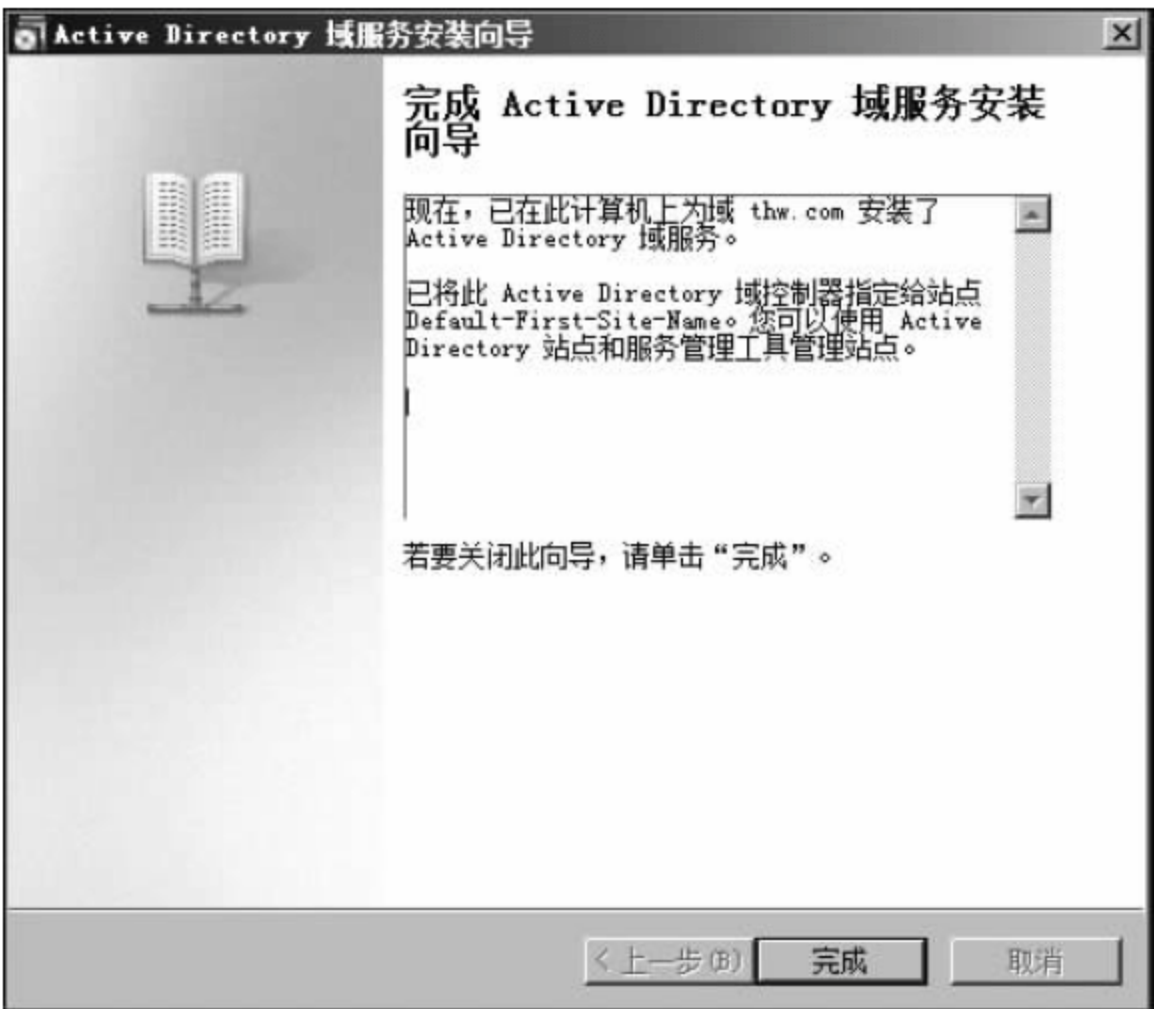 Active Directory 域服务安装向导
完成 Active Directory 域服务安装
向导
现在，已在此计算机上为域 thw.com 安装了
Active Directory 域服务。
已将此 Active Directory 域控制器指定给站点
Default-First-Site-Name。您可以使用 Active
Directory 站点和服务管理工具管理站点。
若要关闭此向导，请单击“完成”。
< 上一步(B)
完成
取消